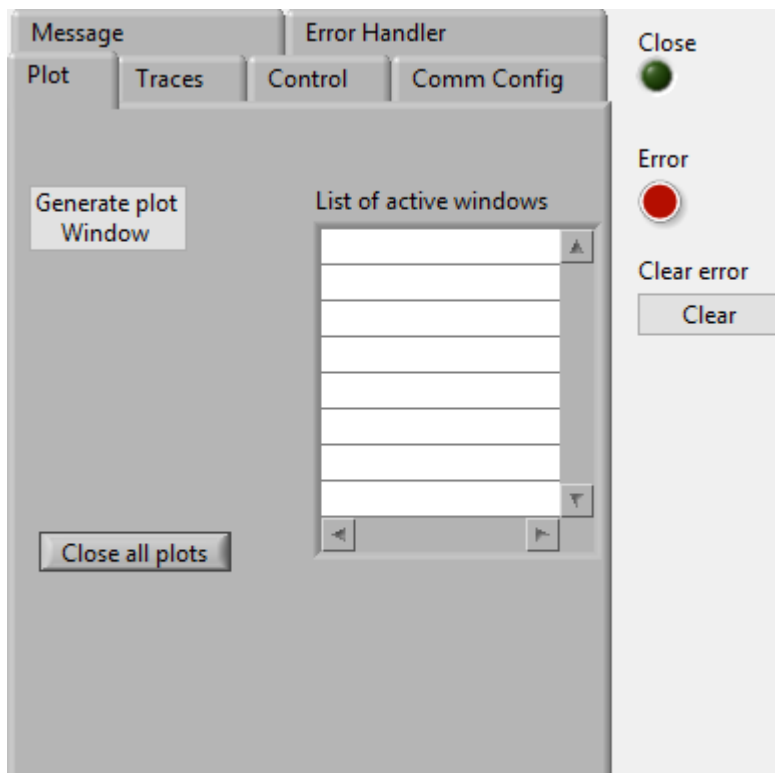 Message
Error Handler
Plot
Traces
Control
Comm Config
Generate plot
Window
List of active windows
Close all plots
Close
Error
Clear error
Clear